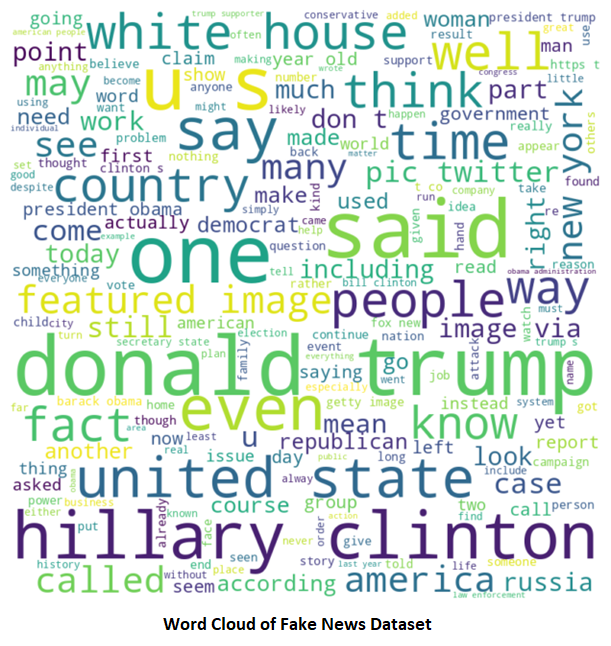 going trump supporter conservative added woman president trump
american people white house often result well man great use
point anything claim making year old support number https t
may believe show anyone u s wrote much think congress little others
using become word want might likely part
need work say don t happen government really
see individual problem made time appear new york
set thought first nothing world back
good clinton s many matter pic twitter found
despite country kind t co company take
president obama simply make used run idea right re
come actually democrat came given hand reason
today example help said
something everyone question including read obama administration
vote one tell rather bill clinton people way must
featured image fox new
child city still american image via watch
turn election continue nation trump s
secretary state plan family event attack
donald trump everything saying go job name
far barack obama even especially went system
fact home getty image instead got
area though mean know
another now least u republican left yet report
thing real issue day public long look campaign
asked obama united state alway include case
power business course group two call person
either already known face hillary clinton order action find
put never give
history seen story last year told life someone
called end place america russia
without seem according law enforcement
Word Cloud of Fake News Dataset